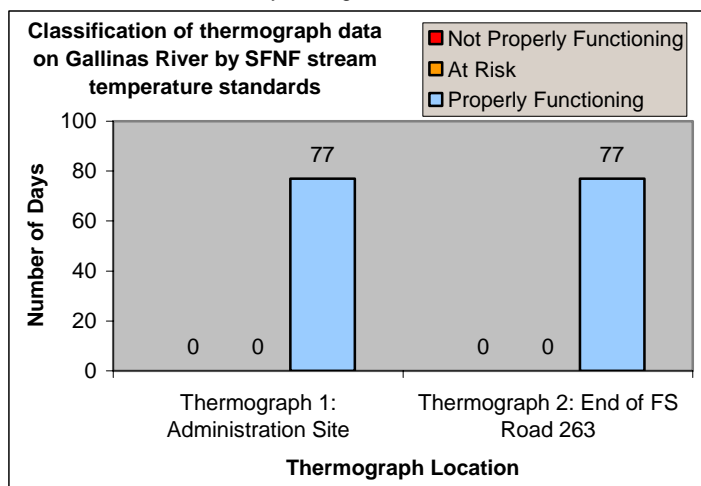 Classification of thermograph data
on Gallinas River by SFNF stream
temperature standards
Not Properly Functioning
At Risk
Properly Functioning
Number of Days
100
80
60
40
20
0
0
0
77
0
0
77
Thermograph 1:
Administration Site
Thermograph 2: End of FS
Road 263
Thermograph Location